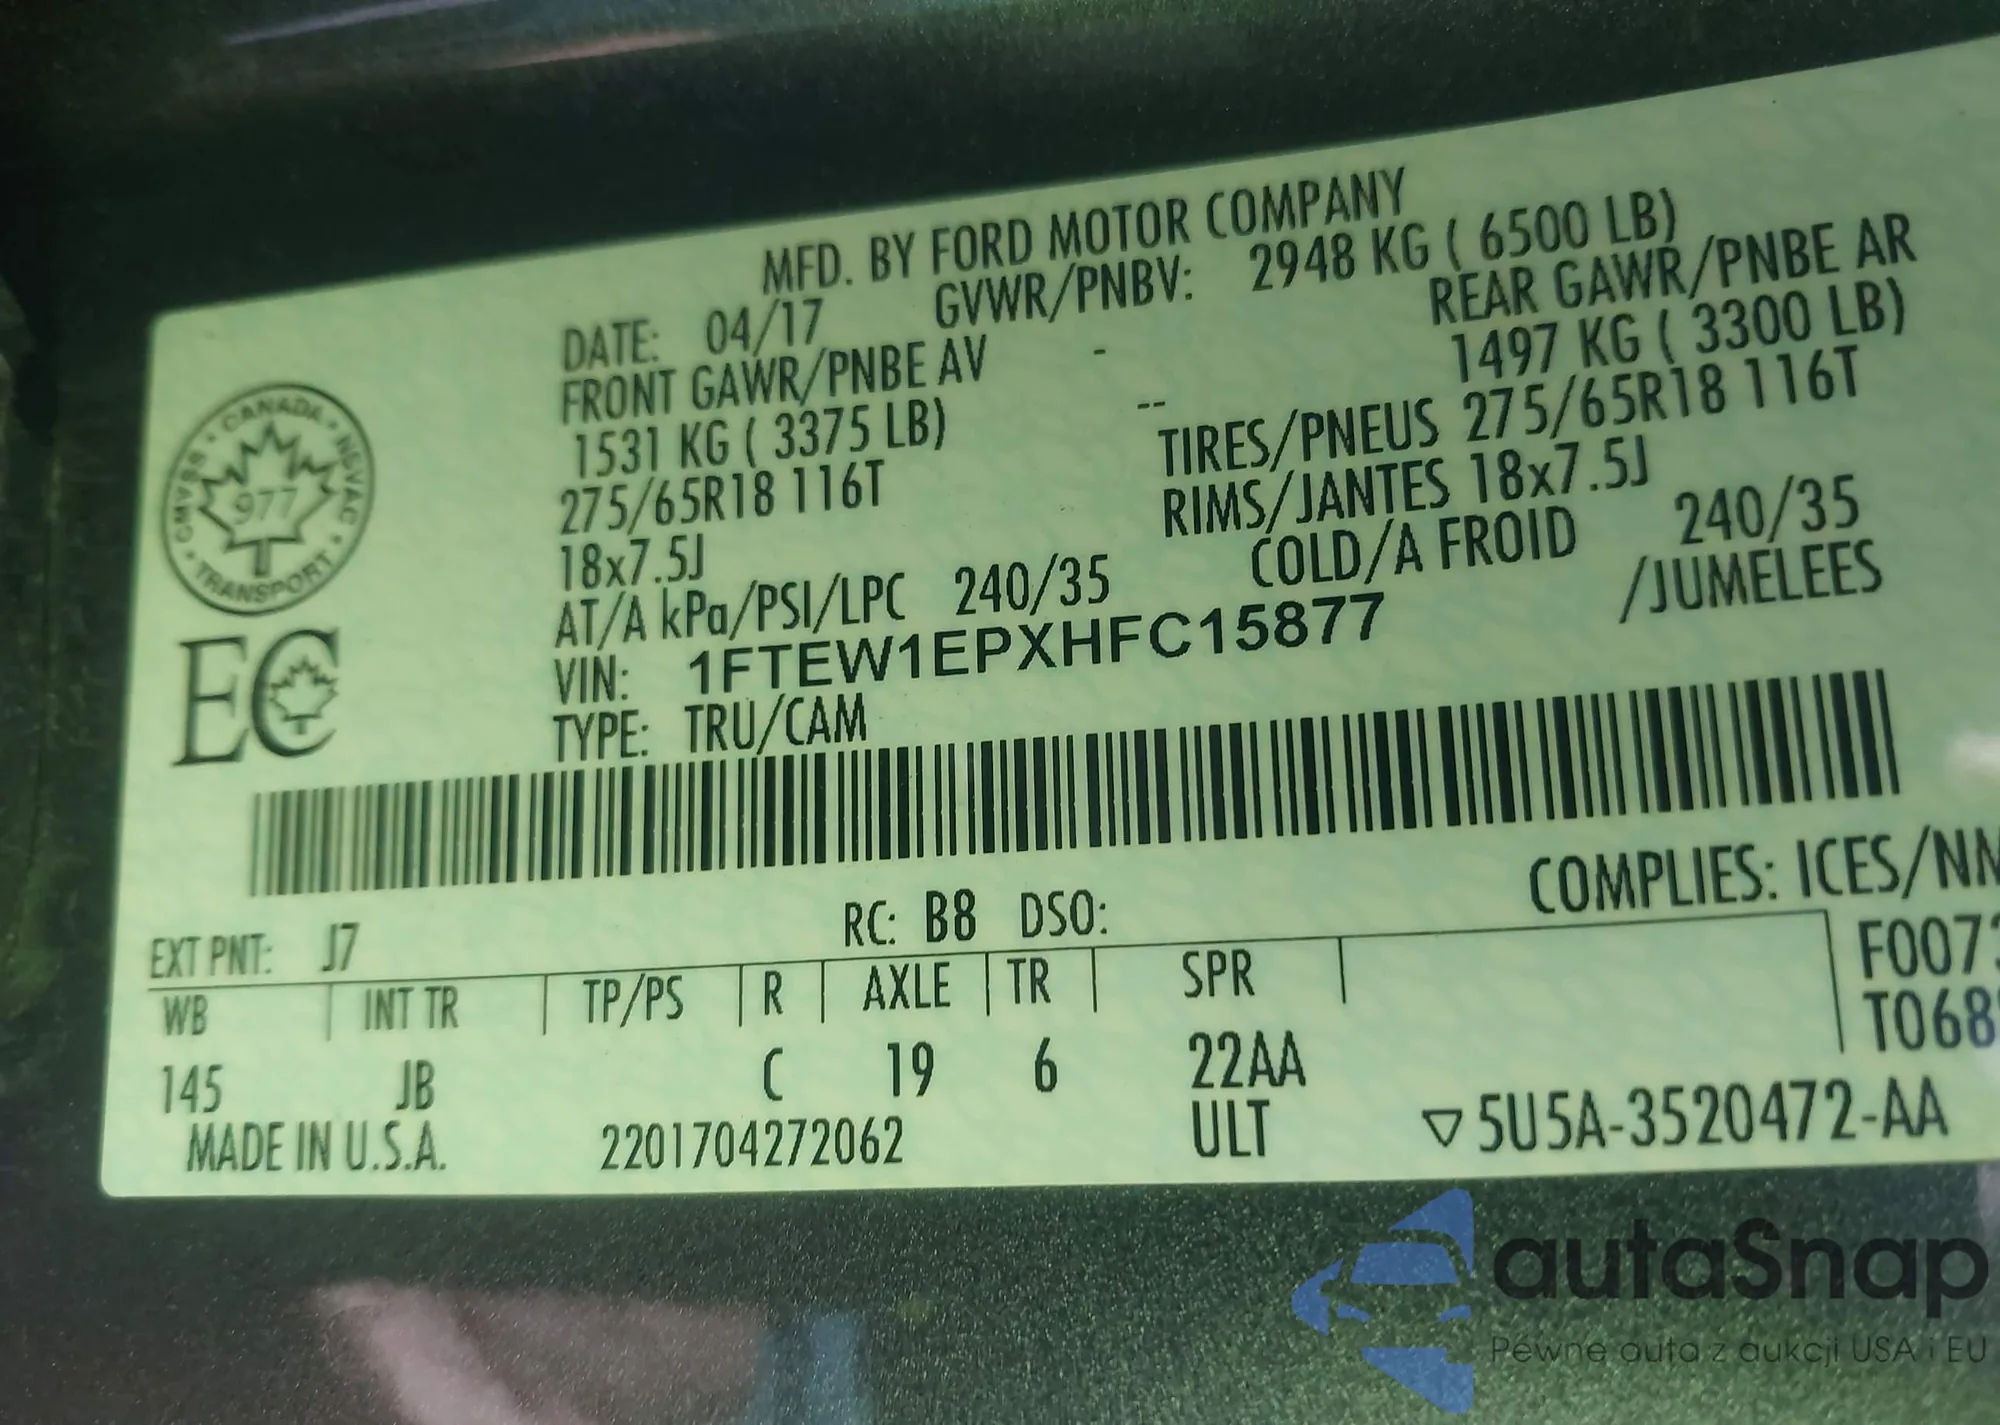 MFD. BY FORD MOTOR COMPANY
DATE: 04/17 GVWR/PNBV: 2948 KG ( 6500 LB)
FRONT GAWR/PNBE AV - REAR GAWR/PNBE AR
1531 KG ( 3375 LB) -- 1497 KG ( 3300 LB)
275/65R18 116T TIRES/PNEUS 275/65R18 116T
18x7.5J RIMS/JANTES 18x7.5J
AT/A kPa/PSI/LPC 240/35 COLD/A FROID 240/35
VIN: 1FTEW1EPXHFC15877 /JUMELEES
TYPE: TRU/CAM
CANADA · NSVAC · TRANSPORT · CMVSS ·
977
EC
COMPLIES: ICES/NM
EXT PNT: J7 RC: B8 DSO:
WB INT TR TP/PS R AXLE TR SPR
F007
T068
145 JB C 19 6 22AA
MADE IN U.S.A. 2201704272062 ULT ▽5U5A-3520472-AA
autaSnap
Pewne auta z aukcji USA i EU